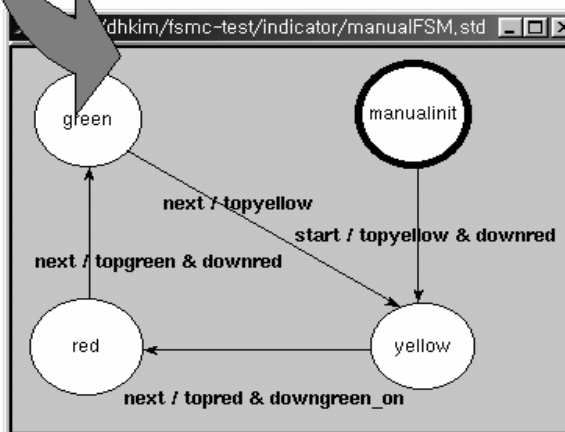 /dhkim/fsmc-test/indicator/manualFSM.std
green
manualinit
next / topyellow
start / topyellow & downred
next / topgreen & downred
red
yellow
next / topred & downgreen_on